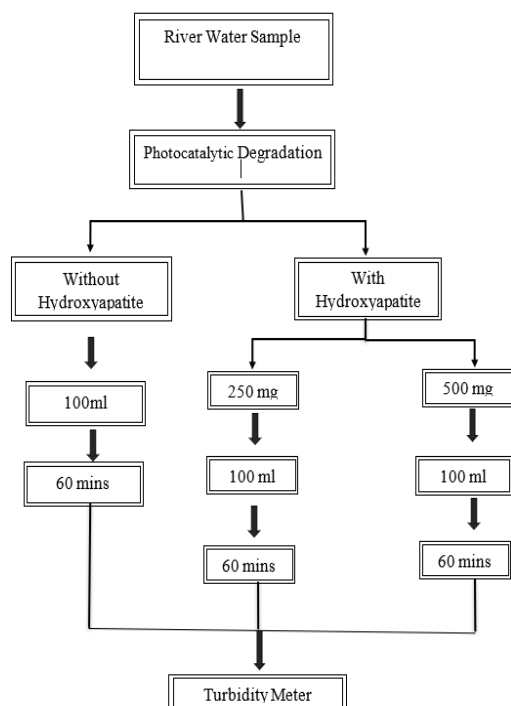 River Water Sample
Photocatalytic Degradation
Without
Hydroxyapatite
With
Hydroxyapatite
100ml
250 mg
500 mg
60 mins
100 ml
100 ml
60 mins
60 mins
Turbidity Meter